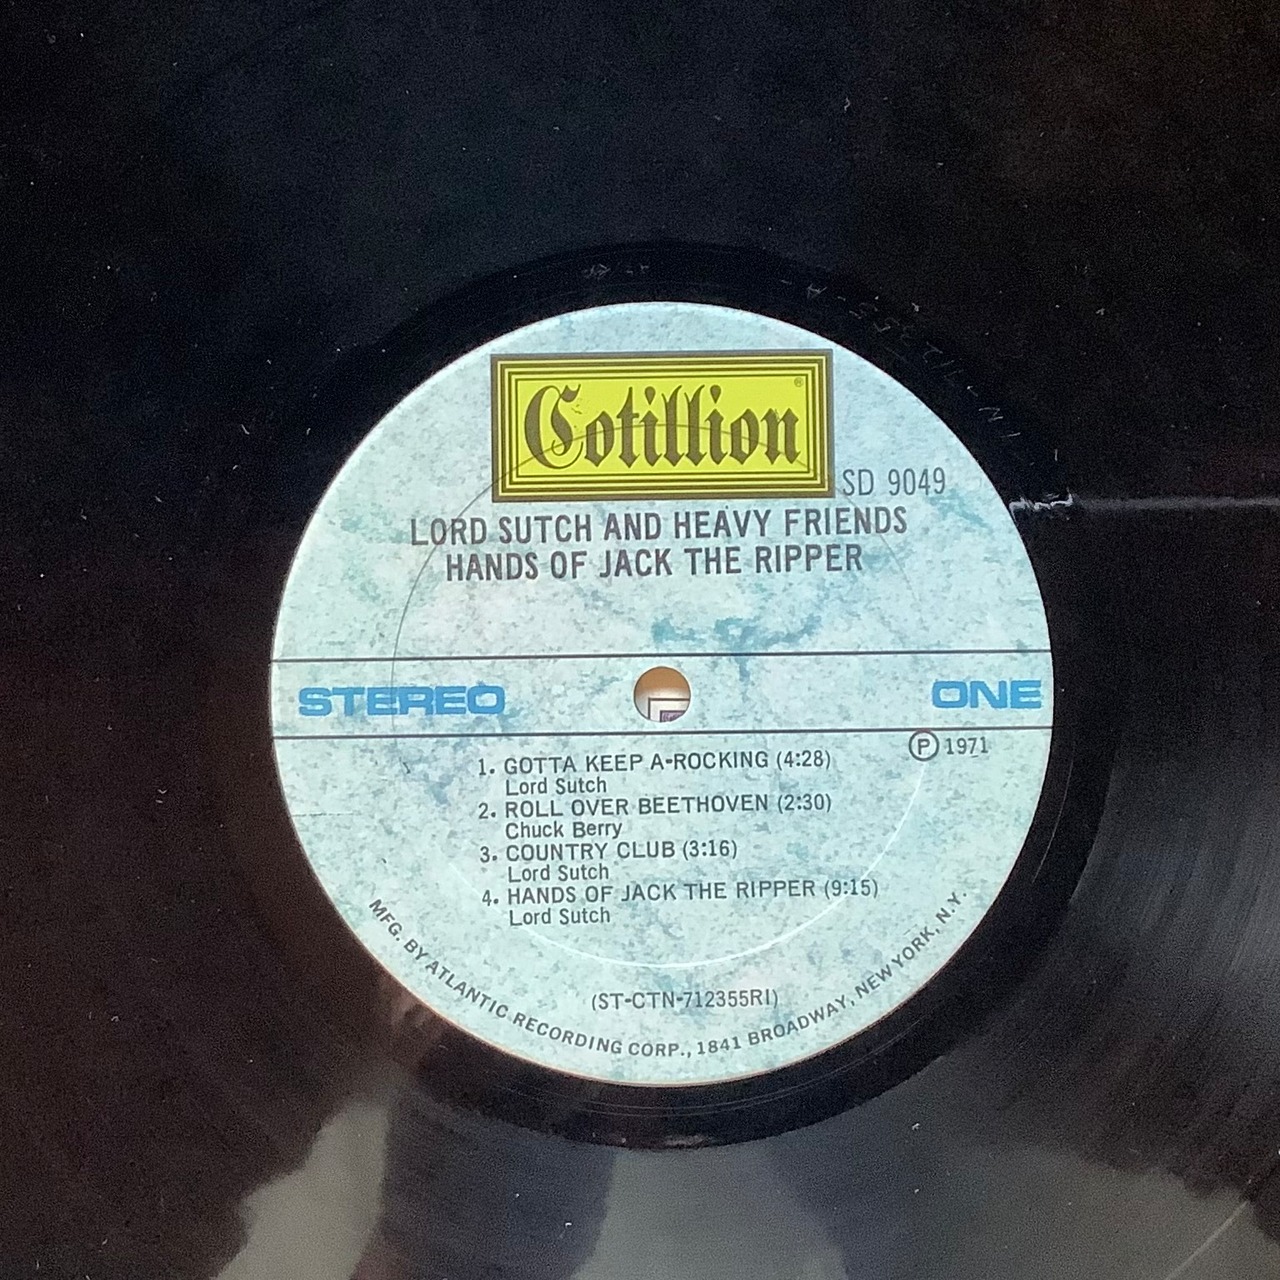 Cotillion®
SD 9049
LORD SUTCH AND HEAVY FRIENDS
HANDS OF JACK THE RIPPER
STEREO
ONE
Ⓟ 1971
1. GOTTA KEEP A-ROCKING (4:28)
Lord Sutch
2. ROLL OVER BEETHOVEN (2:30)
Chuck Berry
3. COUNTRY CLUB (3:16)
Lord Sutch
4. HANDS OF JACK THE RIPPER (9:15)
Lord Sutch
(ST-CTN-712355RI)
MFG. BY ATLANTIC RECORDING CORP., 1841 BROADWAY, NEW YORK, N.Y.